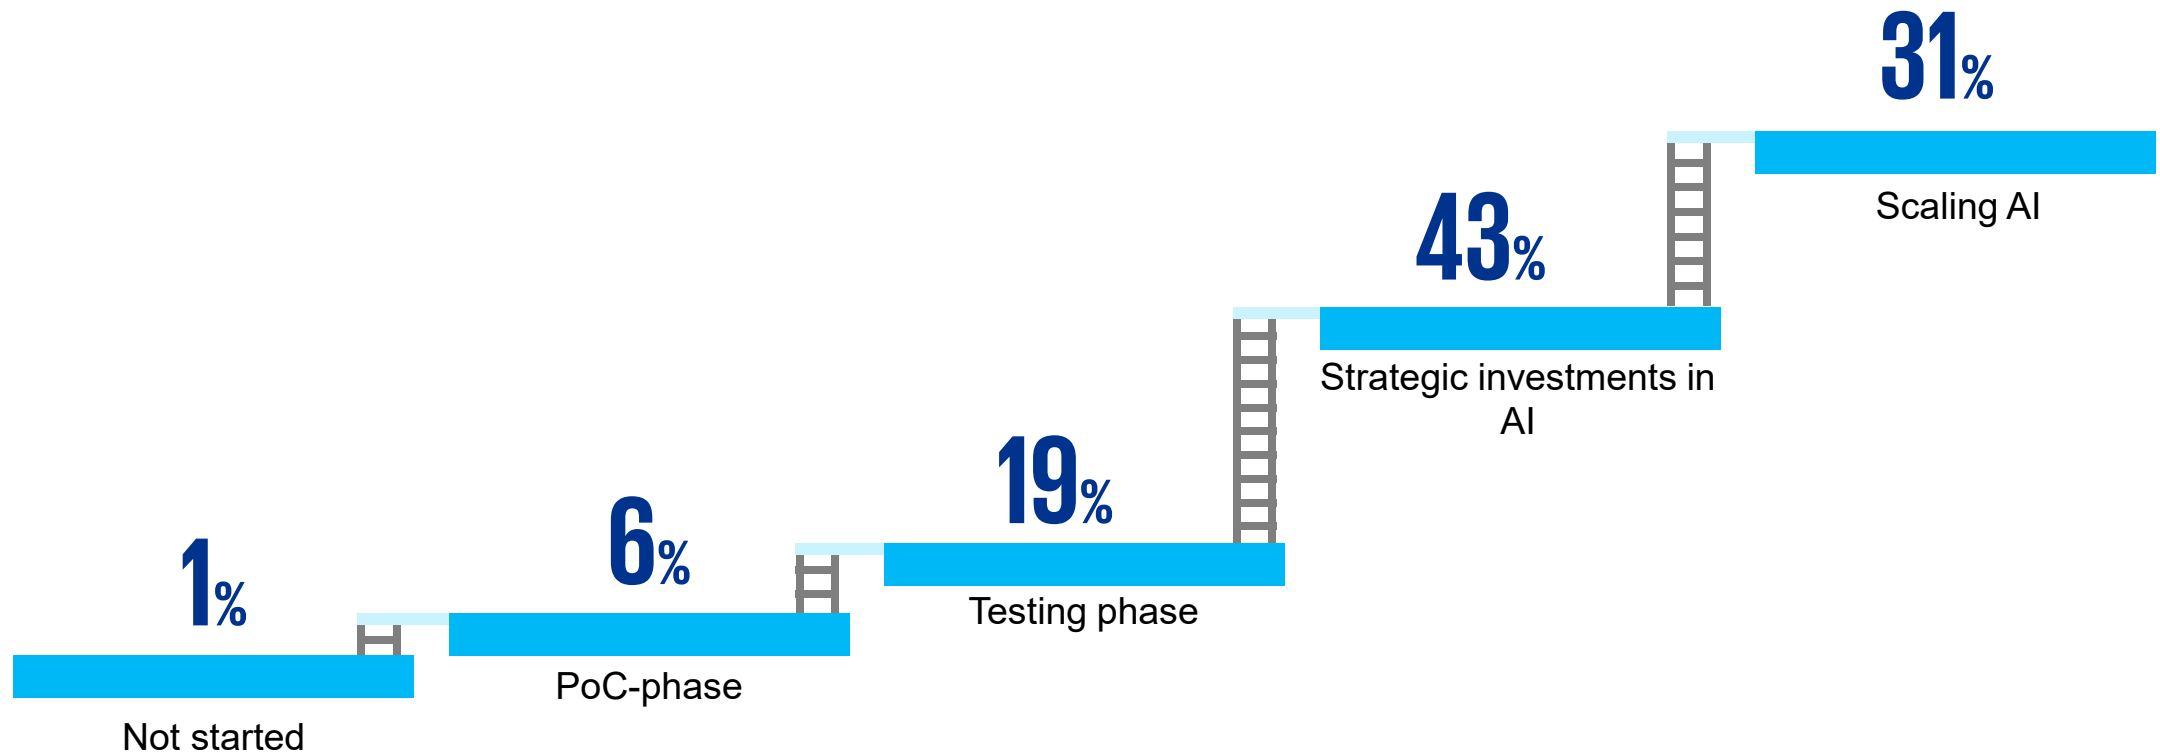 1%
Not started
6%
PoC-phase
19%
Testing phase
43%
Strategic investments in
AI
31%
Scaling AI